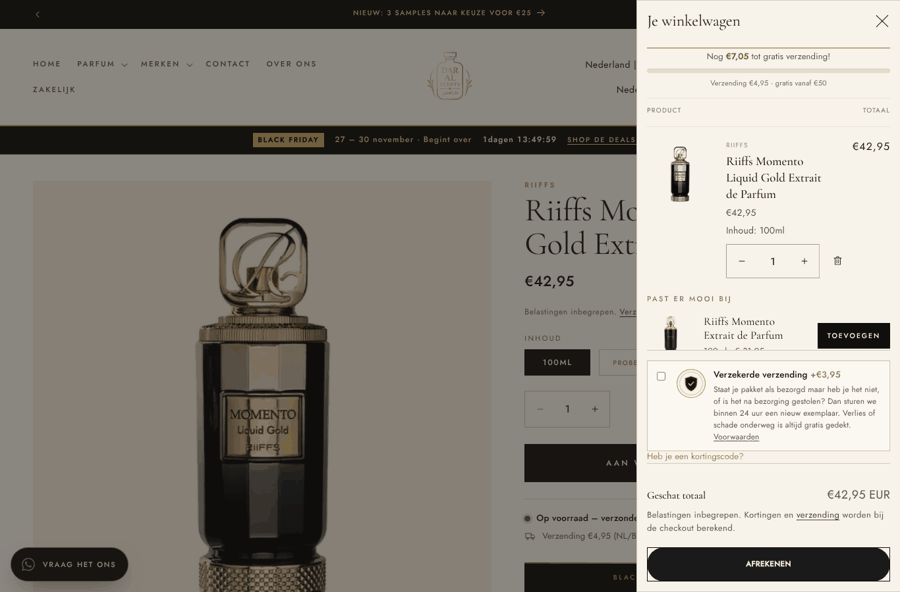 NIEUW: 3 SAMPLES NAAR KEUZE VOOR €25
HOME
PARFUM
MERKEN
CONTACT
OVER ONS
ZAKELIJK
Nederland |
DAR
AL
BLACK FRIDAY
27 – 30 november · Begint over
1dagen 13:49:59
SHOP DE DEALS
MOMENTO
Liquid Gold
RIIFFS
RIIFFS
€42,95
Belastingen inbegrepen.
INHOUD
100ML
− 1 +
Op voorraad –
Verzending €4,95
VRAAG HET ONS
Je winkelwagen
Nog €7,05 tot gratis verzending!
Verzending €4,95 · gratis vanaf €50
PRODUCT
TOTAAL
RIIFFS
€42,95
Riiffs Momento
Liquid Gold Extrait
de Parfum
€42,95
Inhoud: 100ml
− 1 +
PAST ER MOOI BIJ
Riiffs Momento
Extrait de Parfum
TOEVOEGEN
Verzekerde verzending +€3,95
Staat je pakket als bezorgd maar heb je het niet,
of is het na bezorging gestolen? Dan sturen we
binnen 24 uur een nieuw exemplaar. Verlies of
schade onderweg is altijd gratis gedekt.
Voorwaarden
Heb je een kortingscode?
Geschat totaal
€42,95 EUR
Belastingen inbegrepen. Kortingen en verzending worden bij
de checkout berekend.
AFREKENEN